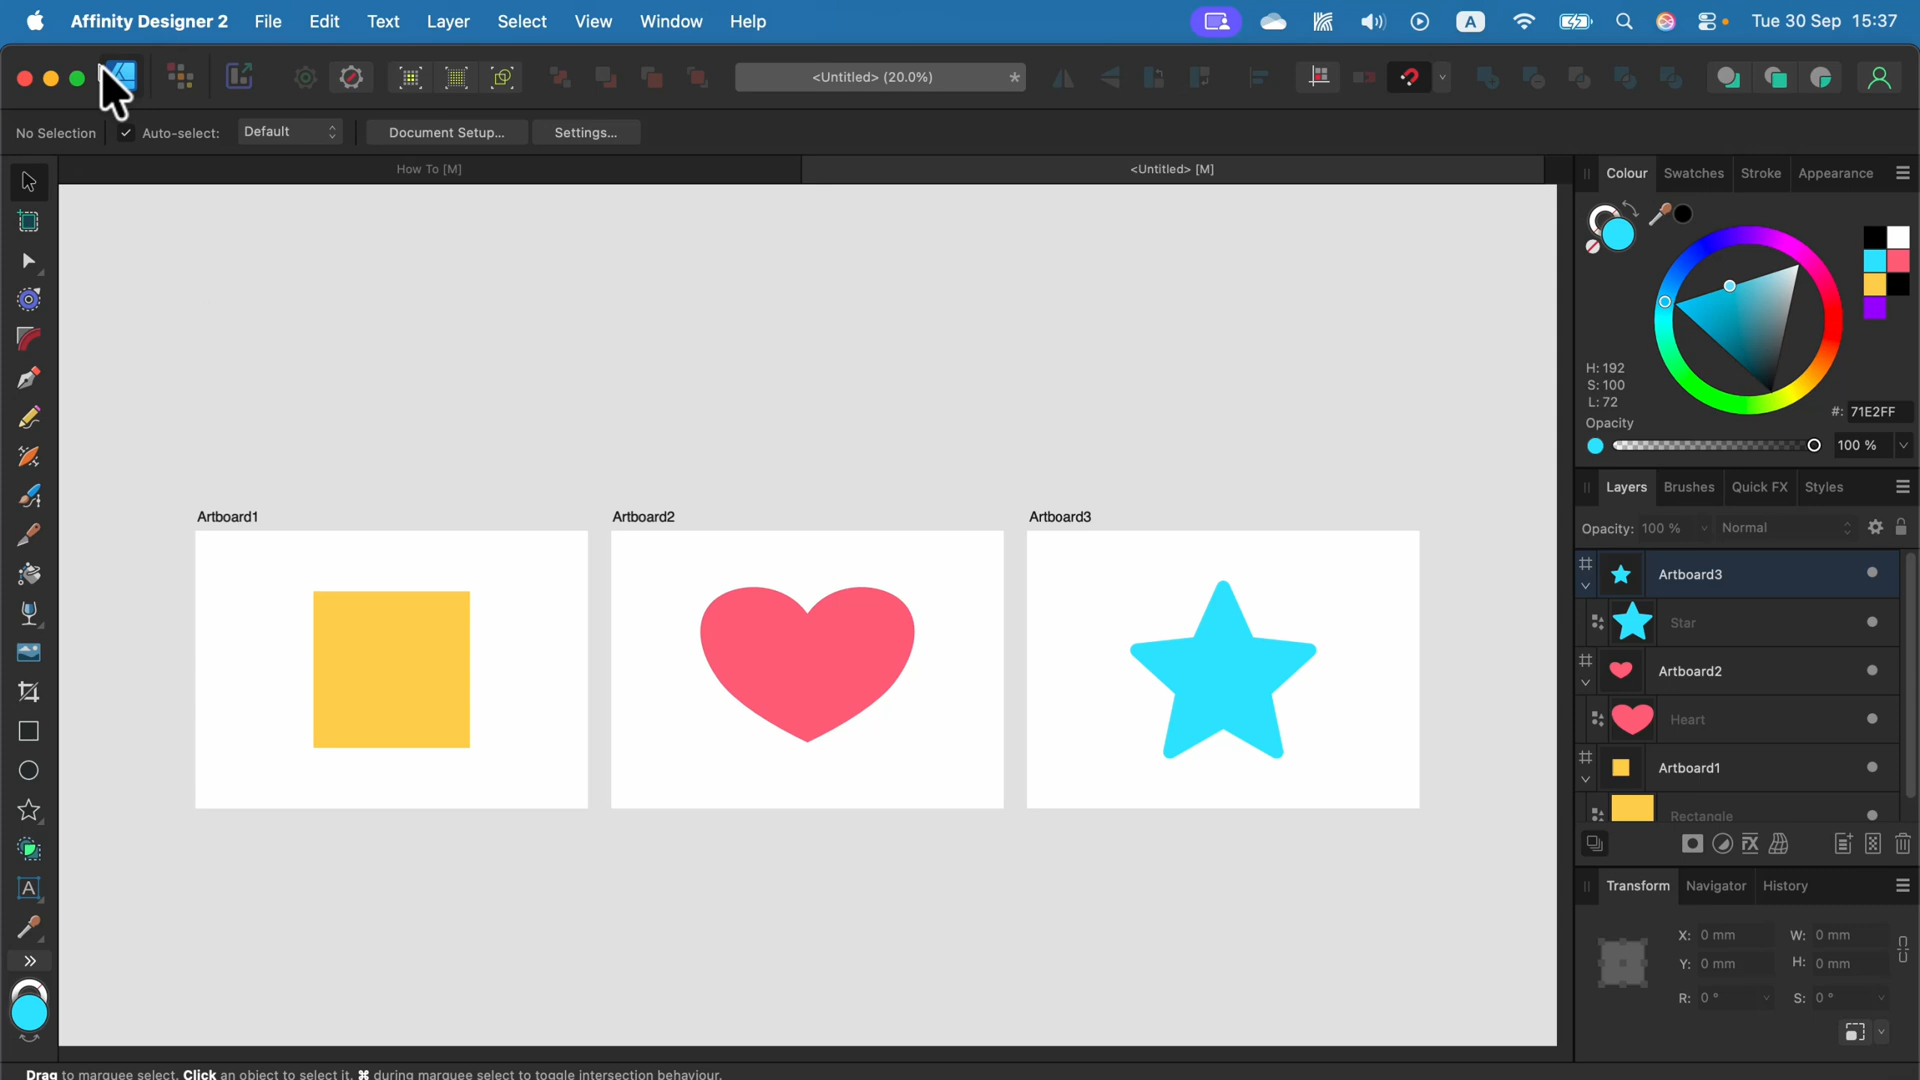 Affinity Designer 2 File Edit Text Layer Select View Window Help A Tue 30 Sep 15:37
<Untitled> (20.0%) *
No Selection Auto-select: Default Document Setup... Settings...
How To [M] <Untitled> [M]
Colour Swatches Stroke Appearance
H: 192
S: 100
L: 72
#: 71E2FF
Opacity
100 %
Layers Brushes Quick FX Styles
Opacity: 100 % Normal
Artboard1 Artboard2 Artboard3
Artboard3
Star
Artboard2
Heart
Artboard1
Rectangle
FX
A
Transform Navigator History
X: 0 mm W: 0 mm
Y: 0 mm H: 0 mm
R: 0 ° S: 0 °
Drag to marquee select. Click an object to select it. ⌘ during marquee select to toggle intersection behaviour.